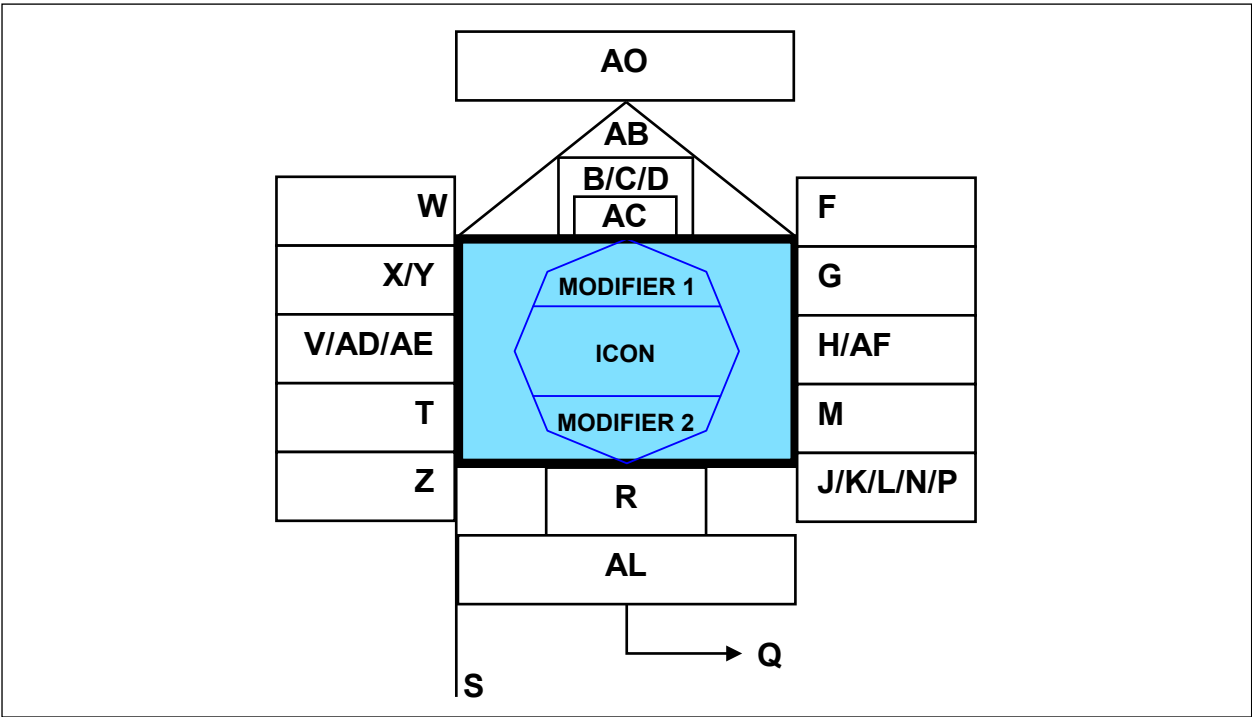 AO
AB
B/C/D
AC
W
F
X/Y
G
MODIFIER 1
V/AD/AE
ICON
H/AF
T
MODIFIER 2
M
Z
R
J/K/L/N/P
AL
Q
S